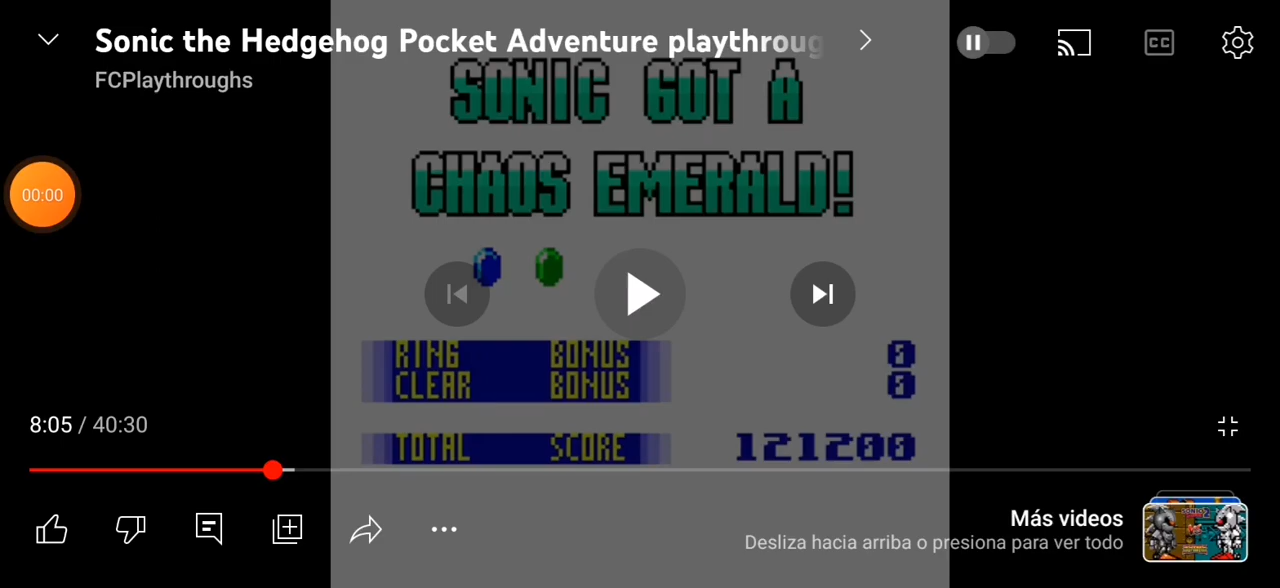 Sonic the Hedgehog Pocket Adventure playthroug
FCPlaythroughs
CC
SONIC GOT A
CHAOS EMERALD!
00:00
RING BONUS 0
CLEAR BONUS 0
8:05 / 40:30
TOTAL SCORE 121200
Más videos
Desliza hacia arriba o presiona para ver todo